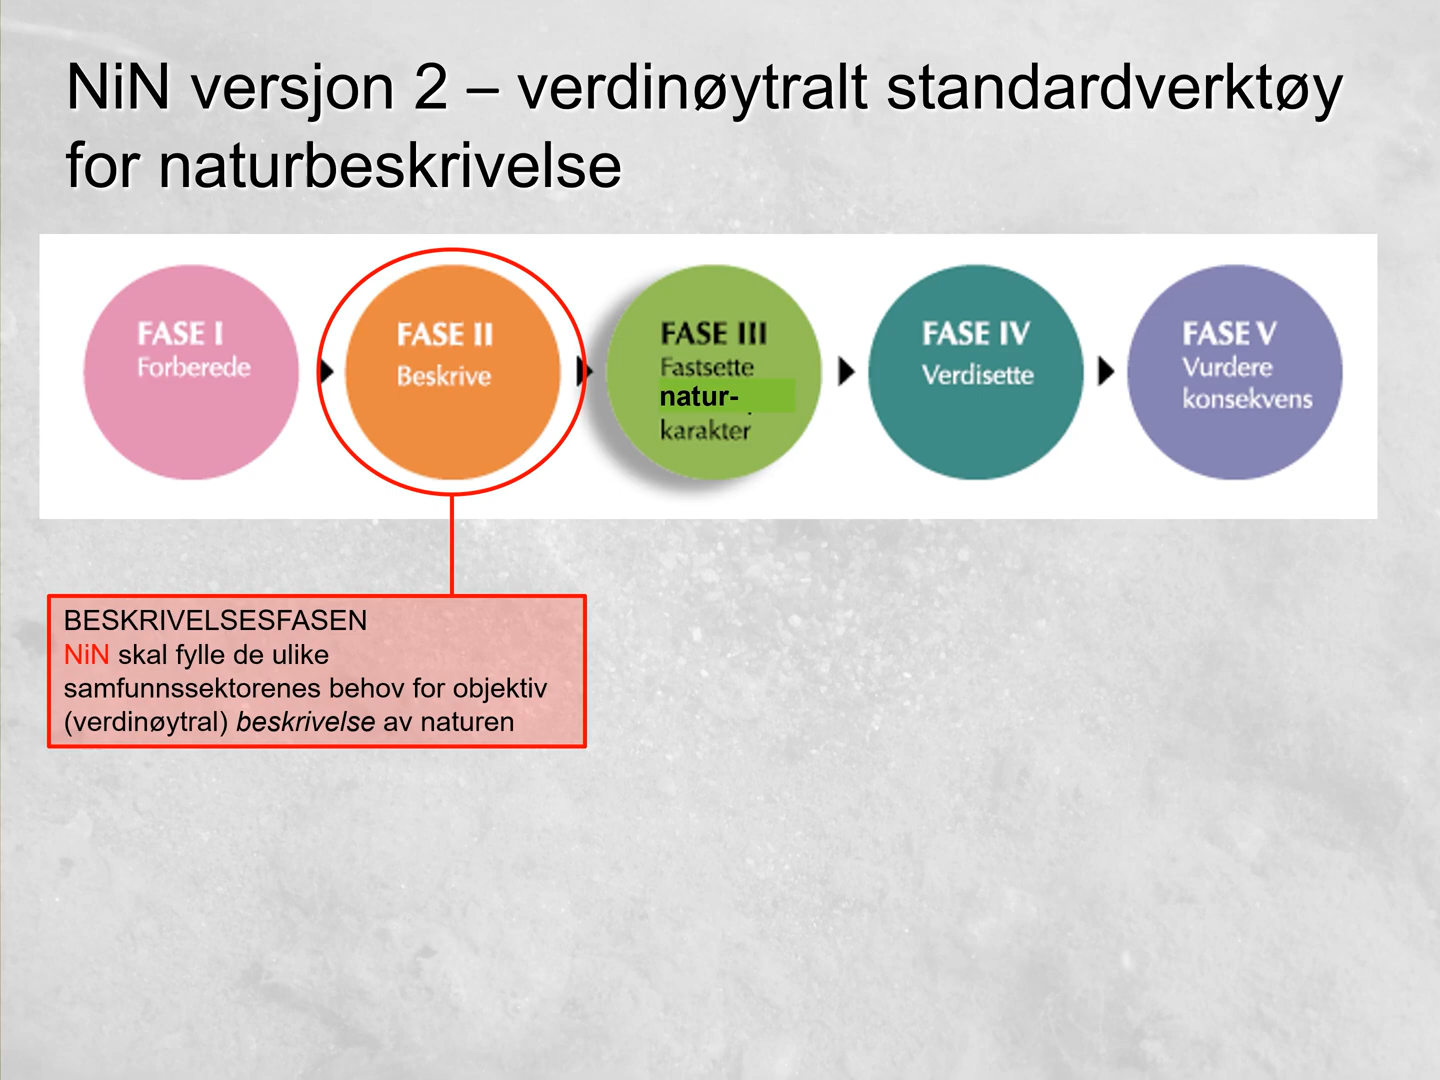 NiN versjon 2 – verdinøytralt standardverktøy
for naturbeskrivelse
FASE I
Forberede
FASE II
Beskrive
FASE III
Fastsette
natur-
karakter
FASE IV
Verdisette
FASE V
Vurdere
konsekvens
BESKRIVELSESFASEN
NiN skal fylle de ulike
samfunnssektorenes behov for objektiv
(verdinøytral) beskrivelse av naturen